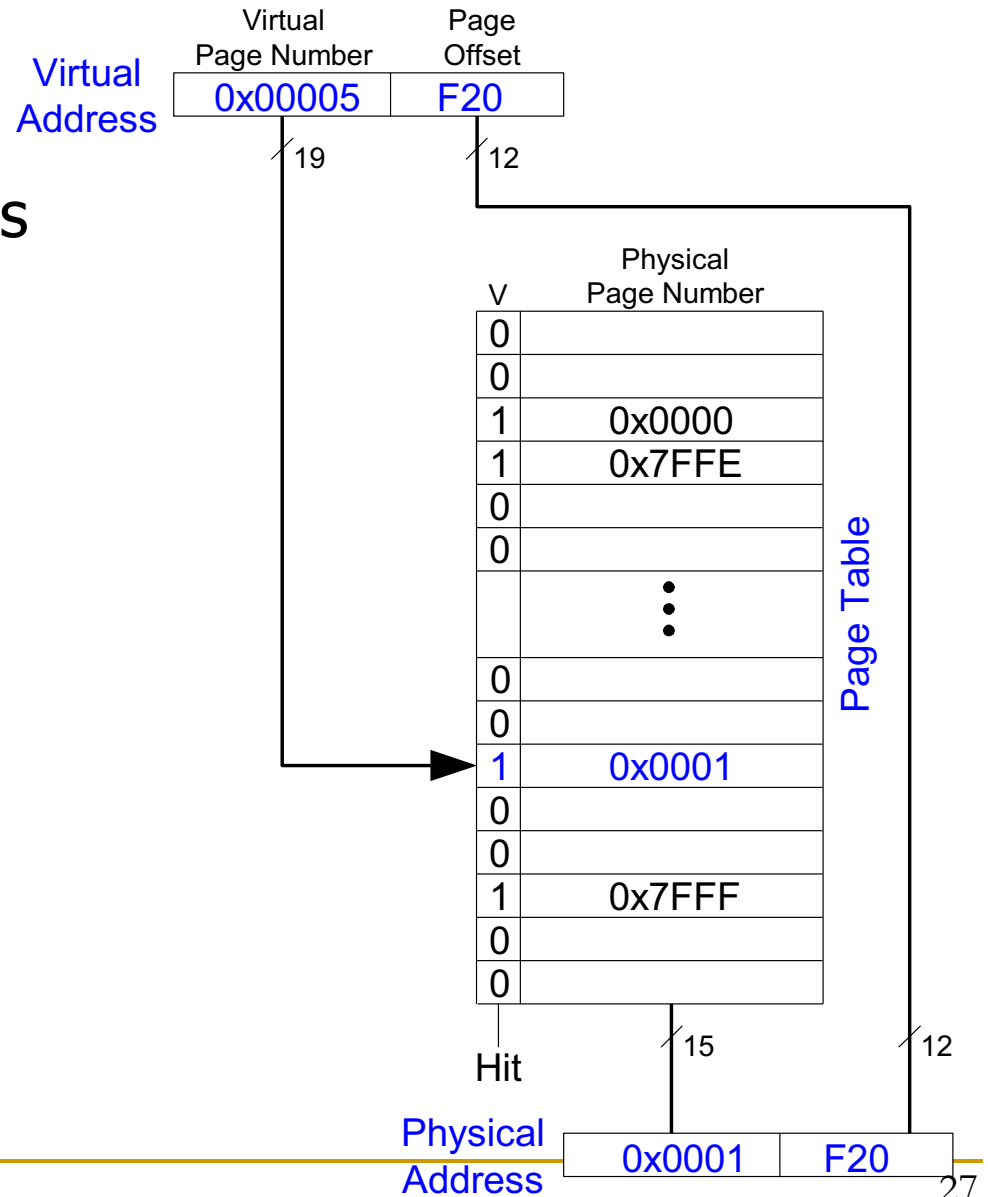 Virtual
Page Number
Page
Offset
Virtual
Address
0x00005
F20
19
12
s
Physical
Page Number
V
0
0
1 0x0000
1 0x7FFE
0
0
Page Table
0
0
1 0x0001
0
0
1 0x7FFF
0
0
Hit
15
12
Physical
Address
0x0001
F20
27